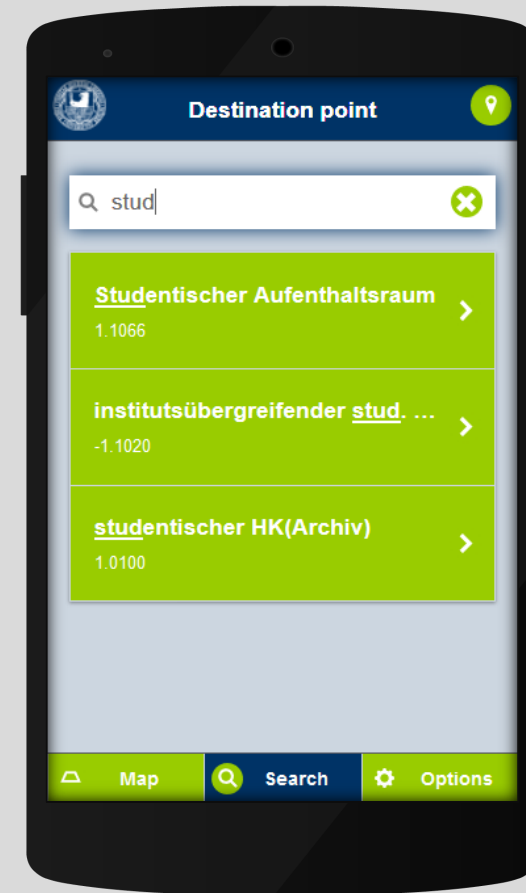 Destination point
stud
Studentischer Aufenthaltsraum
1.1066
institutsübergreifender stud. ...
-1.1020
studentischer HK(Archiv)
1.0100
Map Search Options